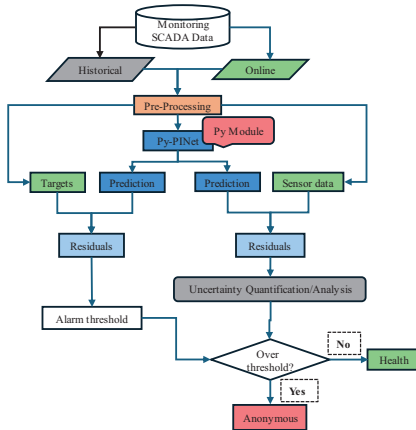 Monitoring
SCADA Data
Historical
Online
Pre-Processing
Py Module
Py-PINet
Targets
Prediction
Prediction
Sensor data
Residuals
Residuals
Uncertainty Quantification/Analysis
Alarm threshold
Over
threshold?
No
Health
Yes
Anonymous